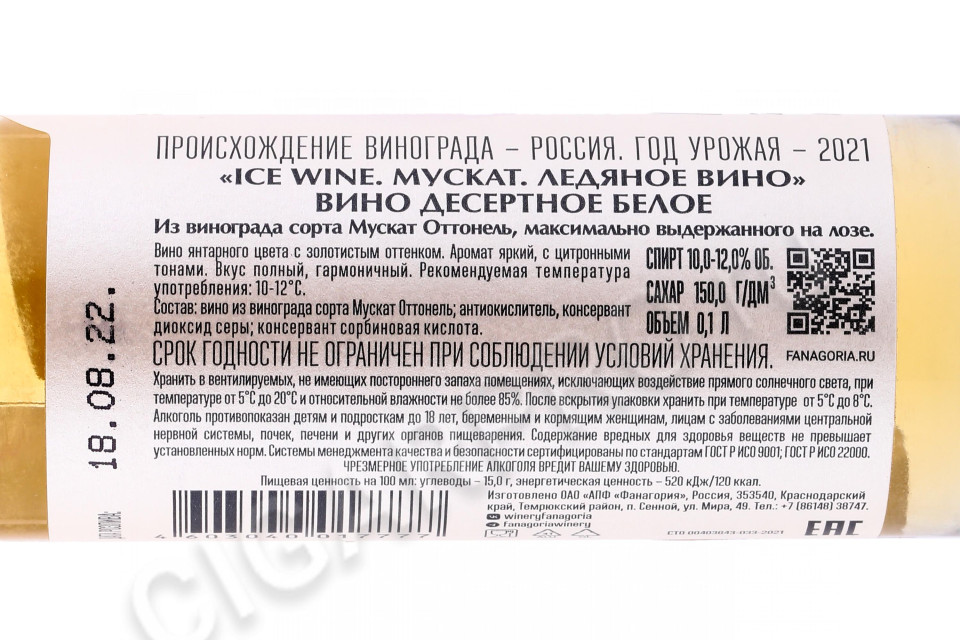 ПРОИСХОЖДЕНИЕ ВИНОГРАДА – РОССИЯ. ГОД УРОЖАЯ – 2021
«ICE WINE. МУСКАТ. ЛЕДЯНОЕ ВИНО»
ВИНО ДЕСЕРТНОЕ БЕЛОЕ
Из винограда сорта Мускат Оттонель, максимально выдержанного на лозе.
Вино янтарного цвета с золотистым оттенком. Аромат яркий, с цитронными
тонами. Вкус полный, гармоничный. Рекомендуемая температура
употребления: 10-12°С.
Состав: вино из винограда сорта Мускат Оттонель; антиокислитель, консервант
диоксид серы; консервант сорбиновая кислота.
СПИРТ 10,0-12,0% ОБ.
САХАР 150,0 Г/ДМ³
ОБЪЕМ 0,1 Л
FANAGORIA.RU
СРОК ГОДНОСТИ НЕ ОГРАНИЧЕН ПРИ СОБЛЮДЕНИИ УСЛОВИЙ ХРАНЕНИЯ.
Хранить в вентилируемых, не имеющих постороннего запаха помещениях, исключающих воздействие прямого солнечного света, при
температуре от 5°С до 20°С и относительной влажности не более 85%. После вскрытия упаковки хранить при температуре от 5°С до 8°С.
Алкоголь противопоказан детям и подросткам до 18 лет, беременным и кормящим женщинам, лицам с заболеваниями центральной
нервной системы, почек, печени и других органов пищеварения. Содержание вредных для здоровья веществ не превышает
установленных норм. Системы менеджмента качества и безопасности сертифицированы по стандартам ГОСТ Р ИСО 9001; ГОСТ Р ИСО 22000.
ЧРЕЗМЕРНОЕ УПОТРЕБЛЕНИЕ АЛКОГОЛЯ ВРЕДИТ ВАШЕМУ ЗДОРОВЬЮ.
Пищевая ценность на 100 мл: углеводы – 15,0 г, энергетическая ценность – 520 кДж/120 ккал.
Изготовлено ОАО «АПФ «Фанагория», Россия, 353540, Краснодарский
край, Темрюкский район, п. Сенной, ул. Мира, 49. Тел.: +7 (86148) 38747.
wineryfanagoria
fanagoriawinery
СТО 00403043-033-2021
EAC
4603040017777
18.08.22.